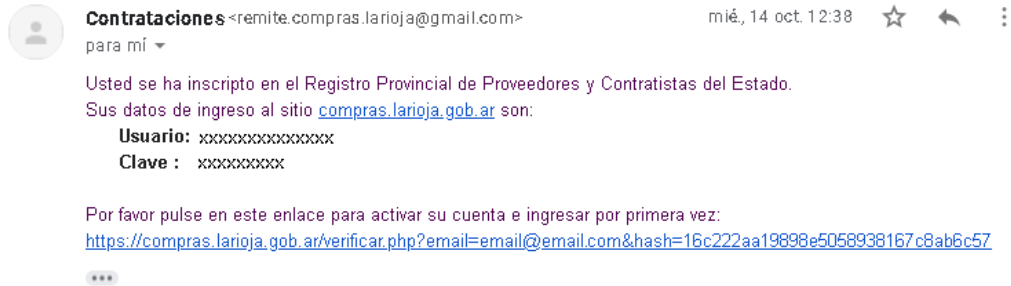 Contrataciones <remite.compras.larioja@gmail.com> mié., 14 oct. 12:38
para mí
Usted se ha inscripto en el Registro Provincial de Proveedores y Contratistas del Estado.
Sus datos de ingreso al sitio compras.larioja.gob.ar son:
Usuario: xxxxxxxxxxxxxx
Clave : xxxxxxxxx
Por favor pulse en este enlace para activar su cuenta e ingresar por primera vez:
https://compras.larioja.gob.ar/verificar.php?email=email@email.com&hash=16c222aa19898e5058938167c8ab6c57